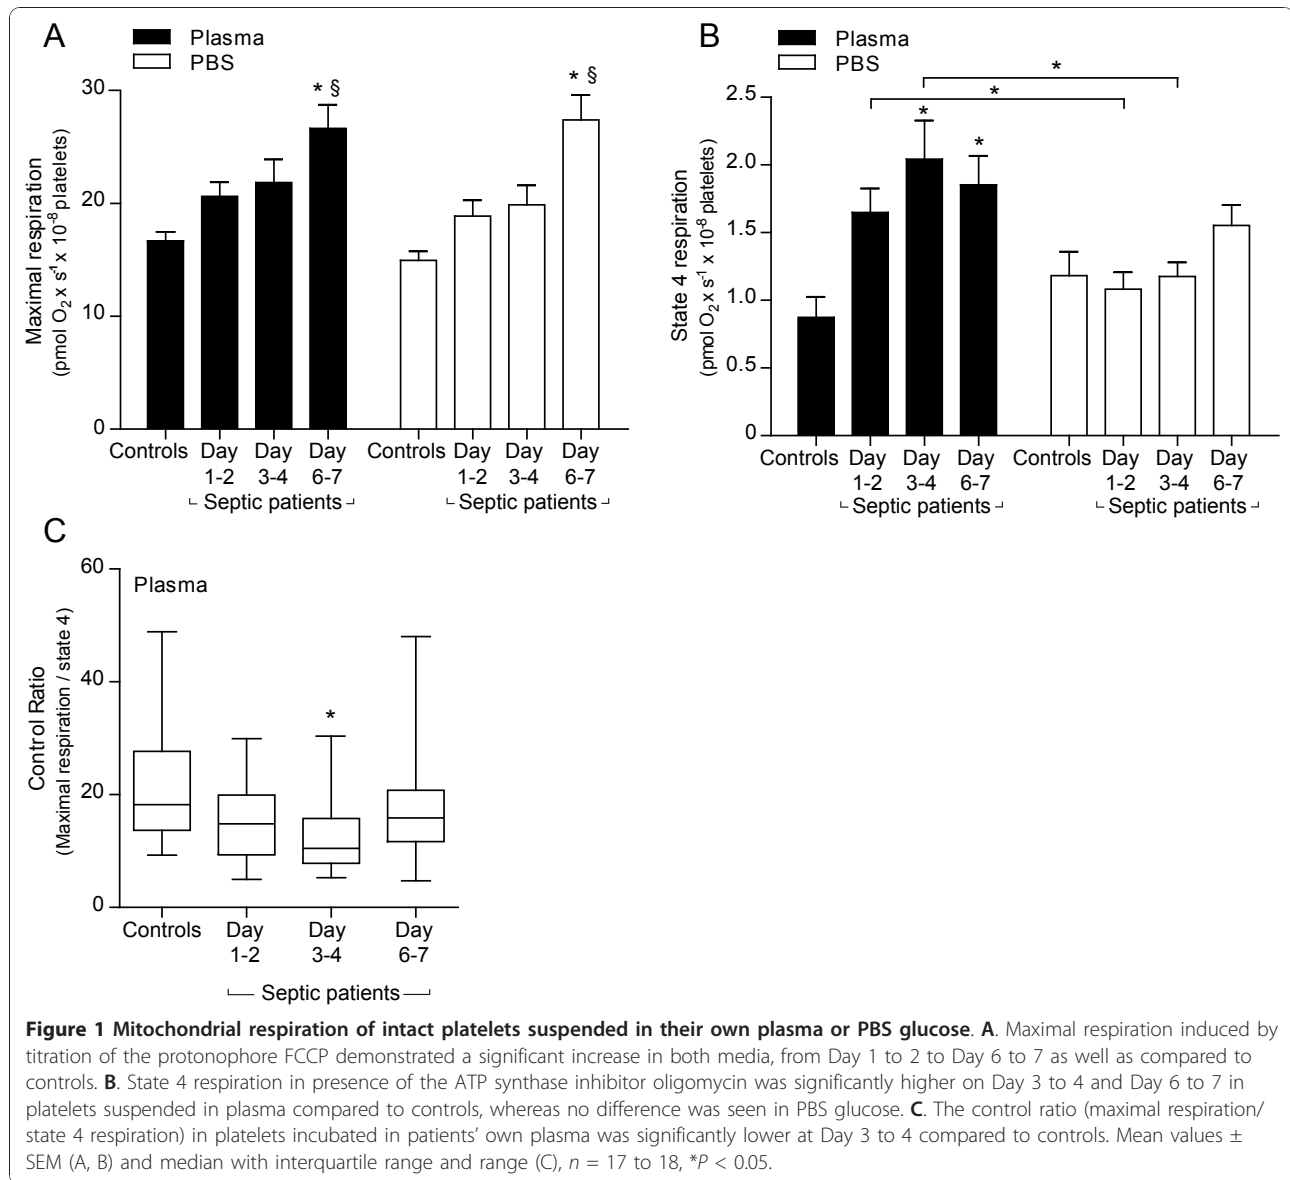 A
Plasma
PBS
Maximal respiration
(pmol O2 x s-1 x 10-8 platelets)
30
20
10
0
* §
* §
Controls Day Day Day Controls Day Day Day
1-2 3-4 6-7 1-2 3-4 6-7
Septic patients Septic patients
B
Plasma
PBS
State 4 respiration
(pmol O2 x s-1 x 10-8 platelets)
2.5
2.0
1.5
1.0
0.5
0
*
*
*
*
Controls Day Day Day Controls Day Day Day
1-2 3-4 6-7 1-2 3-4 6-7
Septic patients Septic patients
C
Plasma
Control Ratio
(Maximal respiration / state 4)
60
40
20
0
*
Controls Day Day Day
1-2 3-4 6-7
Septic patients
Figure 1 Mitochondrial respiration of intact platelets suspended in their own plasma or PBS glucose. A. Maximal respiration induced by
titration of the protonophore FCCP demonstrated a significant increase in both media, from Day 1 to 2 to Day 6 to 7 as well as compared to
controls. B. State 4 respiration in presence of the ATP synthase inhibitor oligomycin was significantly higher on Day 3 to 4 and Day 6 to 7 in
platelets suspended in plasma compared to controls, whereas no difference was seen in PBS glucose. C. The control ratio (maximal respiration/
state 4 respiration) in platelets incubated in patients' own plasma was significantly lower at Day 3 to 4 compared to controls. Mean values ±
SEM (A, B) and median with interquartile range and range (C), n = 17 to 18, *P < 0.05.